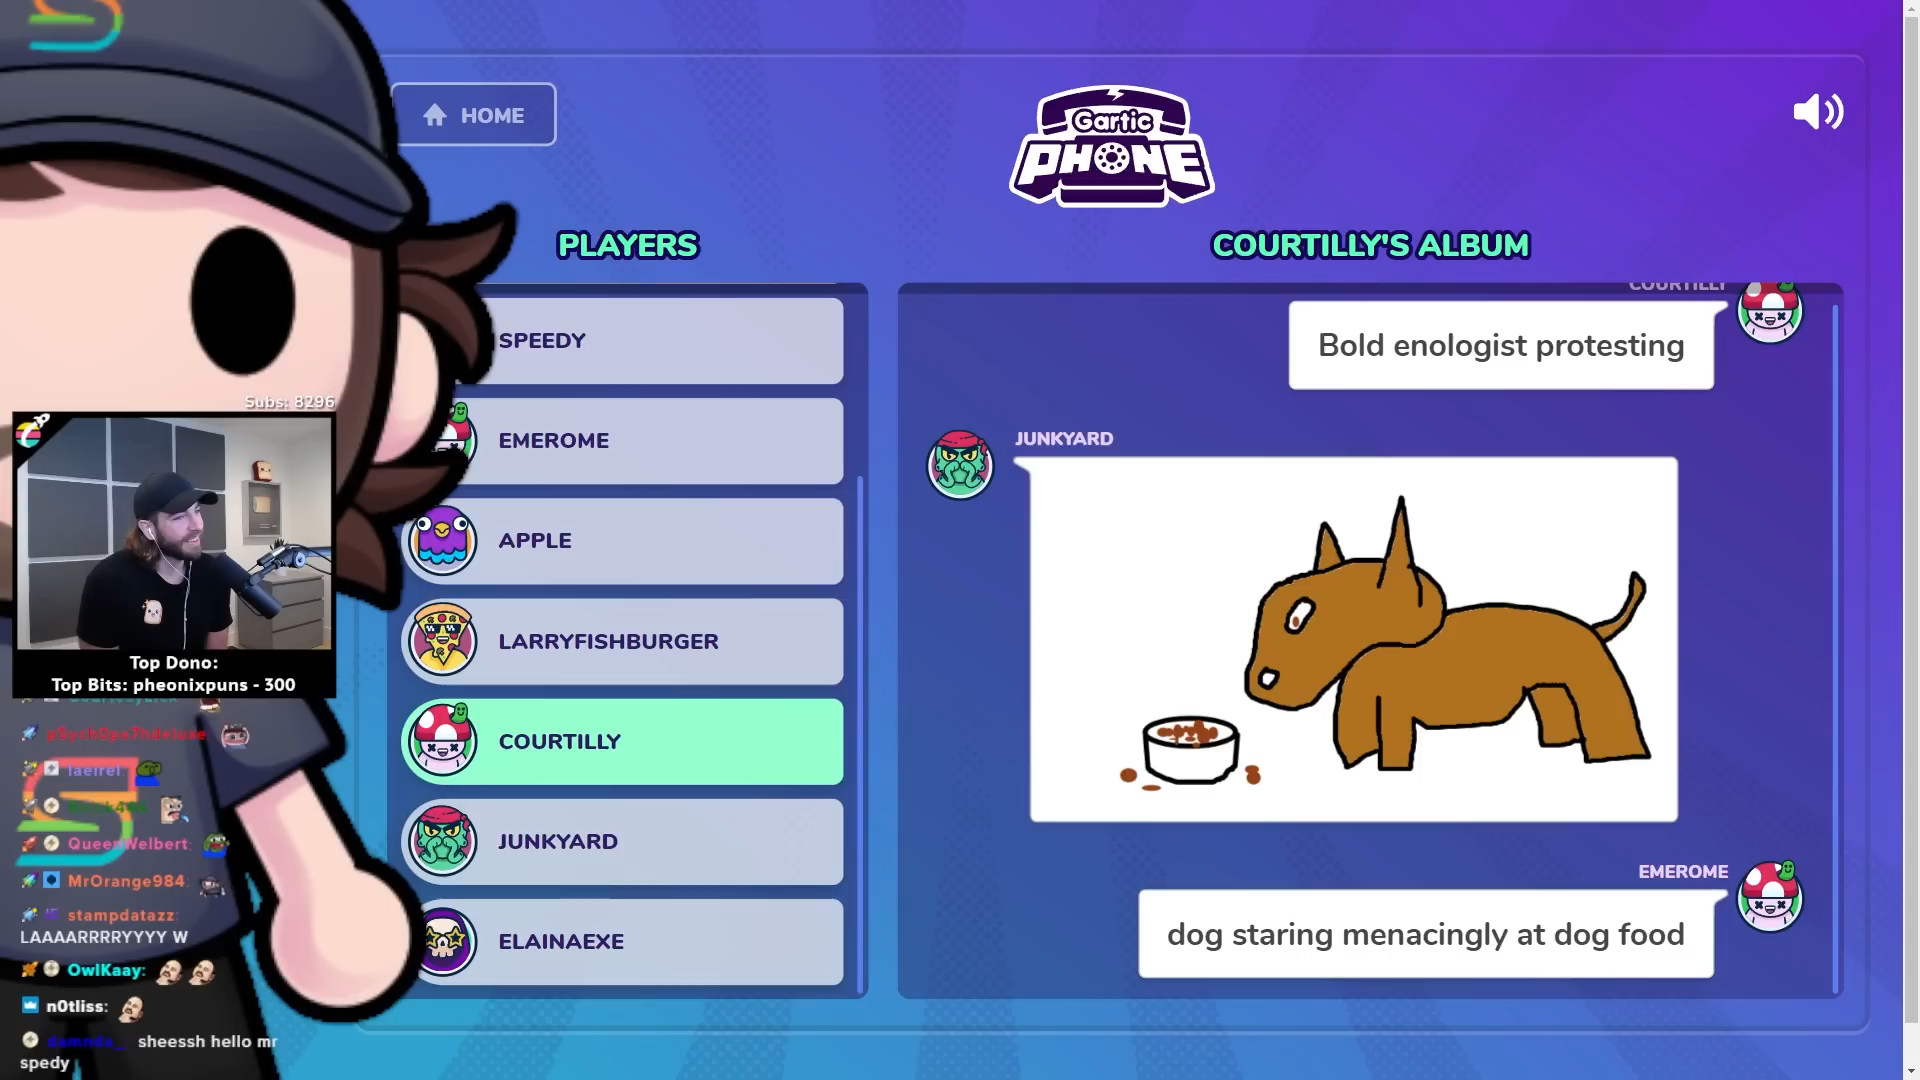 HOME
Gartic
PHONE
PLAYERS
COURTILLY'S ALBUM
SPEEDY
EMEROME
APPLE
LARRYFISHBURGER
COURTILLY
JUNKYARD
ELAINAEXE
COURTILLY
Bold enologist protesting
JUNKYARD
EMEROME
dog staring menacingly at dog food
Subs: 8296
Top Dono:
Top Bits: pheonixpuns - 300
laeirel:
QueenWelbert:
MrOrange984:
stampdatazz:
LAAAARRRRYYYY W
OwlKaay:
n0tliss:
sheessh hello mr
spedy